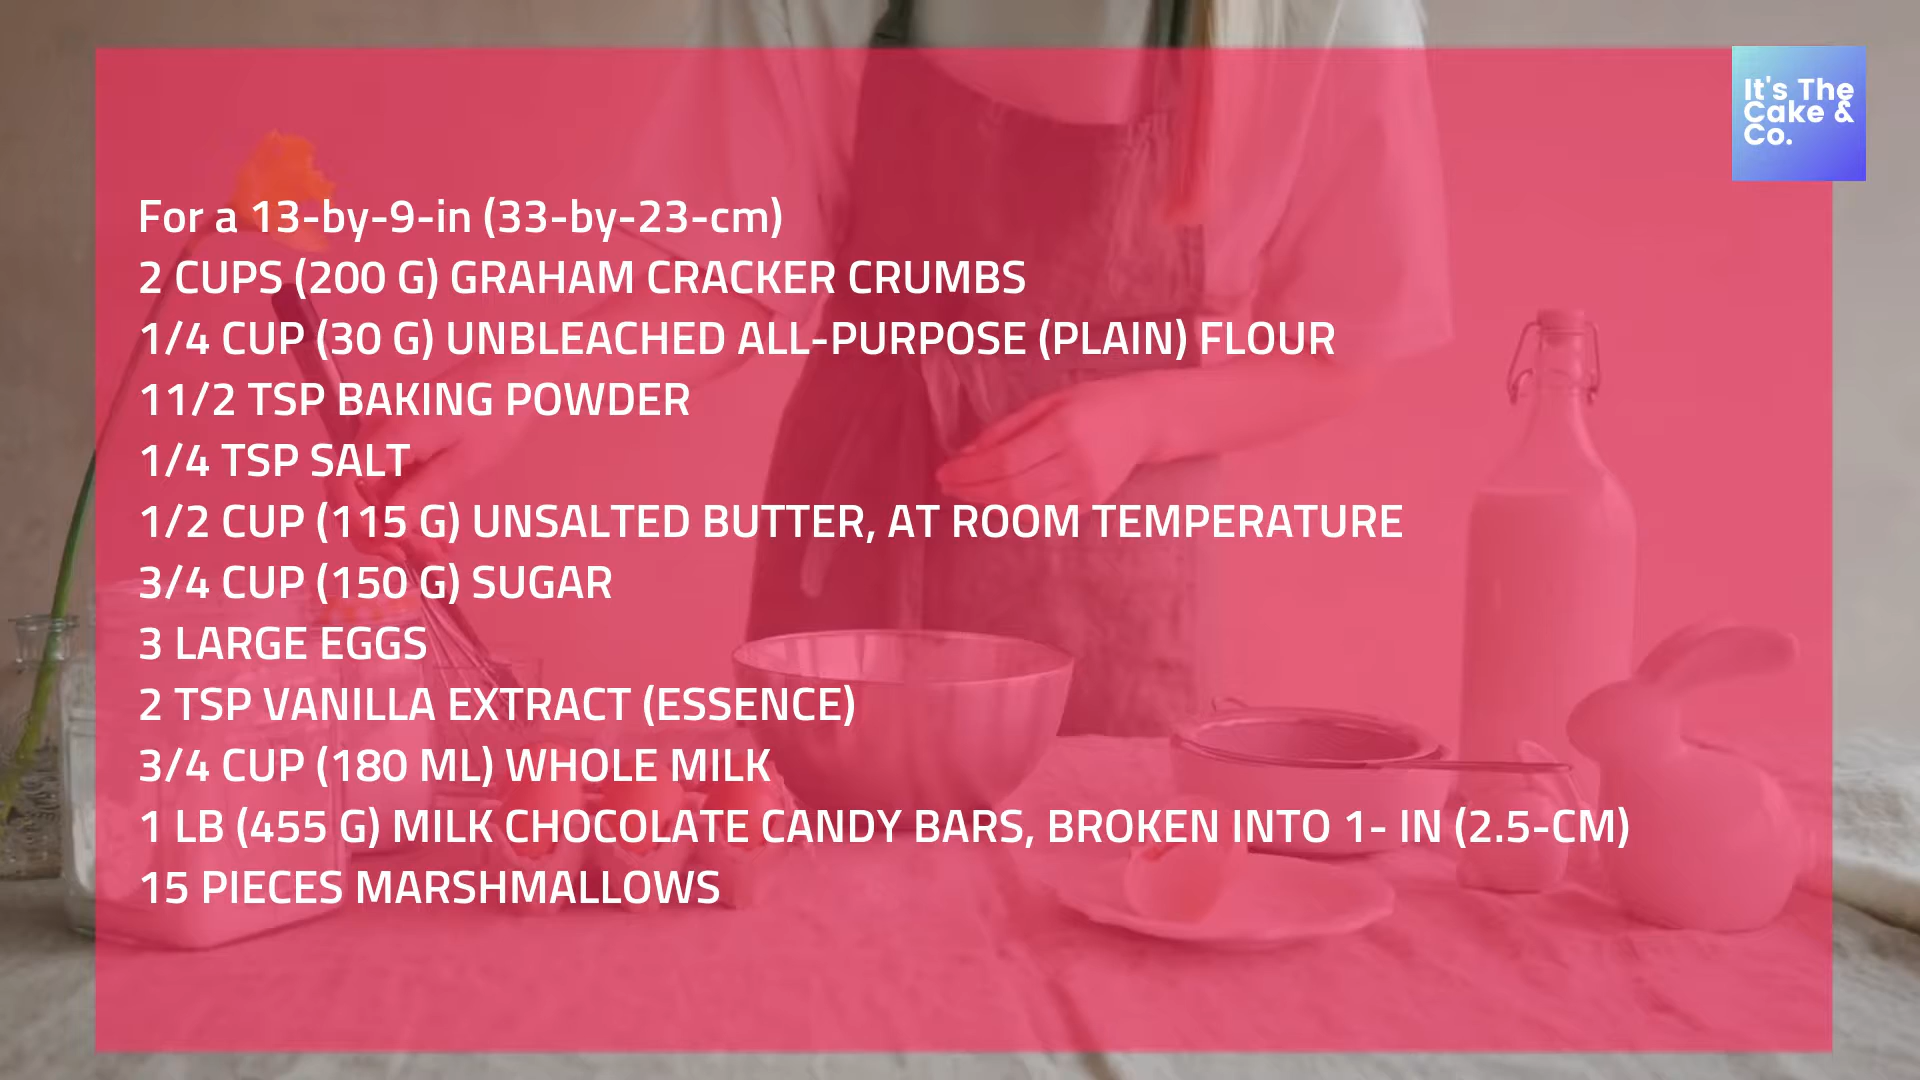 It's The
Cake &
Co.
For a 13-by-9-in (33-by-23-cm)
2 CUPS (200 G) GRAHAM CRACKER CRUMBS
1/4 CUP (30 G) UNBLEACHED ALL-PURPOSE (PLAIN) FLOUR
11/2 TSP BAKING POWDER
1/4 TSP SALT
1/2 CUP (115 G) UNSALTED BUTTER, AT ROOM TEMPERATURE
3/4 CUP (150 G) SUGAR
3 LARGE EGGS
2 TSP VANILLA EXTRACT (ESSENCE)
3/4 CUP (180 ML) WHOLE MILK
1 LB (455 G) MILK CHOCOLATE CANDY BARS, BROKEN INTO 1- IN (2.5-CM)
15 PIECES MARSHMALLOWS